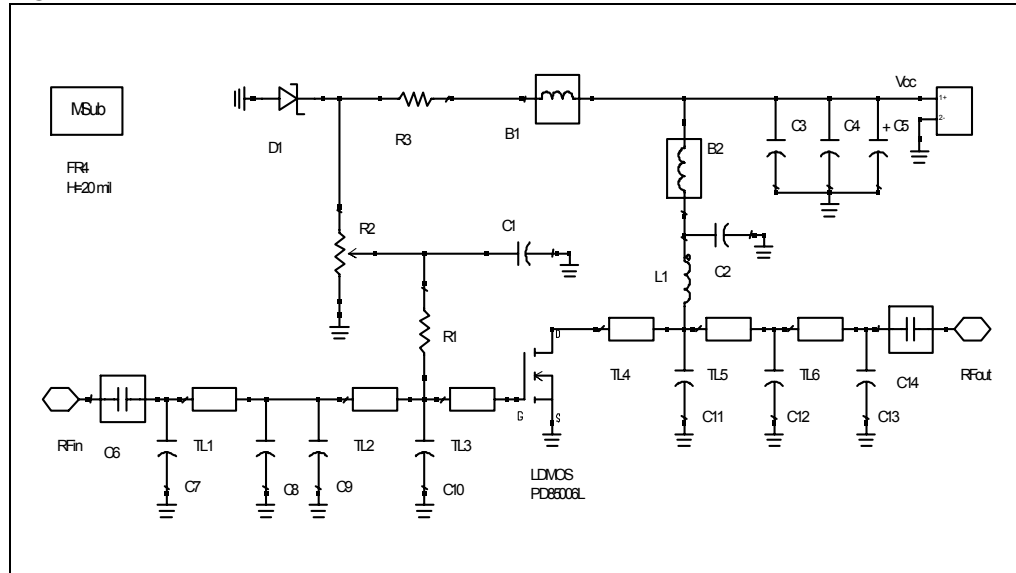 MSub
FR4
H=20 mil
D1
R3
B1
Vcc
1+
2-
C3
C4
+ C5
B2
R2
C1
C2
L1
R1
D
G
S
TL4
TL5
TL6
C14
RFout
C11
C12
C13
RFin
C6
TL1
TL2
TL3
C7
C8
C9
C10
LDMOS
PD85006L